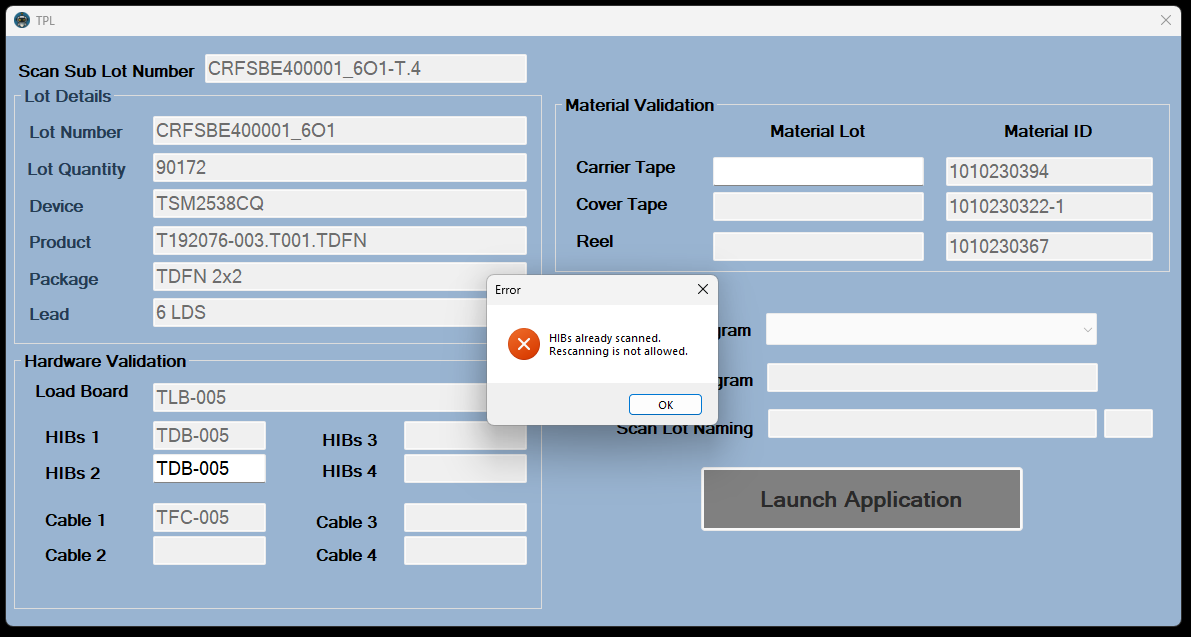 TPL
Scan Sub Lot Number CRFSBE400001_6O1-T.4
Lot Details
Lot Number CRFSBE400001_6O1
Lot Quantity 90172
Device TSM2538CQ
Product T192076-003.T001.TDFN
Package TDFN 2x2
Lead 6 LDS
Hardware Validation
Load Board TLB-005
HIBs 1 TDB-005 HIBs 3
HIBs 2 TDB-005 HIBs 4
Cable 1 TFC-005 Cable 3
Cable 2 Cable 4
Material Validation
Material Lot Material ID
Carrier Tape 1010230394
Cover Tape 1010230322-1
Reel 1010230367
gram
gram
Scan Lot Naming
Launch Application
Error
HIBs already scanned.
Rescanning is not allowed.
OK